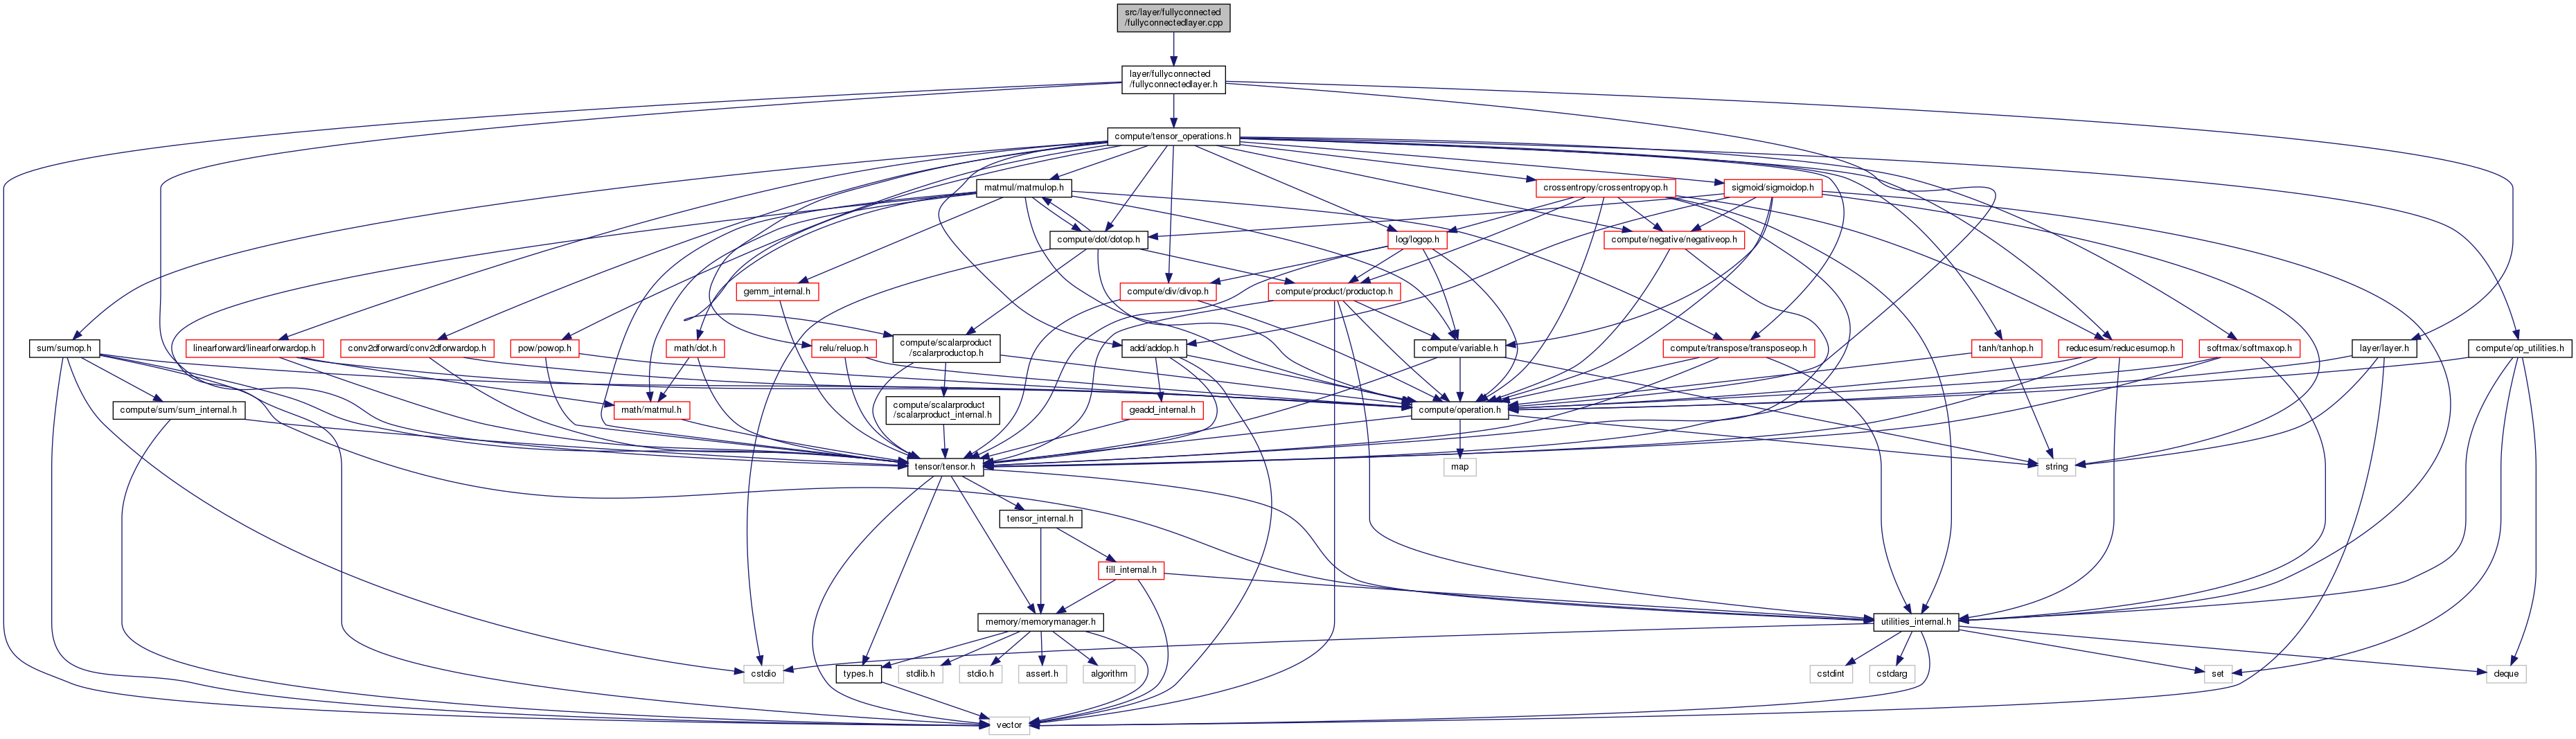 src/layer/fullyconnected
/fullyconnectedlayer.cpp
layer/fullyconnected
/fullyconnectedlayer.h
compute/tensor_operations.h
matmul/matmulop.h
crossentropy/crossentropyop.h
sigmoid/sigmoidop.h
compute/dot/dotop.h
log/logop.h
compute/negative/negativeop.h
gemm_internal.h
compute/div/divop.h
compute/product/productop.h
sum/sumop.h
linearforward/linearforwardop.h
conv2dforward/conv2dforwardop.h
pow/powop.h
math/dot.h
relu/reluop.h
compute/scalarproduct
/scalarproductop.h
add/addop.h
compute/variable.h
compute/transpose/transposeop.h
tanh/tanhop.h
reducesum/reducesumop.h
softmax/softmaxop.h
layer/layer.h
compute/op_utilities.h
compute/sum/sum_internal.h
math/matmul.h
compute/scalarproduct
/scalarproduct_internal.h
geadd_internal.h
compute/operation.h
tensor/tensor.h
map
string
tensor_internal.h
fill_internal.h
memory/memorymanager.h
utilities_internal.h
cstdio
types.h
stdlib.h
stdio.h
assert.h
algorithm
cstdint
cstdarg
set
deque
vector